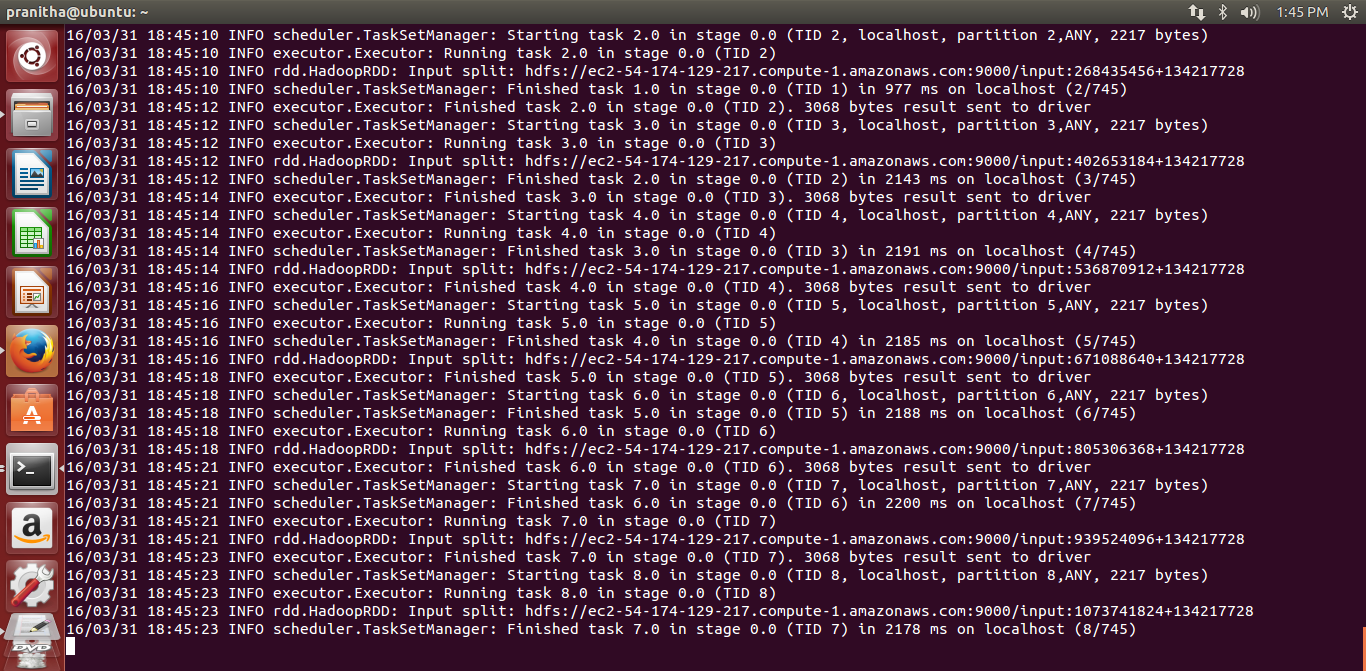 pranitha@ubuntu: ~
1:45 PM
16/03/31 18:45:10 INFO scheduler.TaskSetManager: Starting task 2.0 in stage 0.0 (TID 2, localhost, partition 2,ANY, 2217 bytes)
16/03/31 18:45:10 INFO executor.Executor: Running task 2.0 in stage 0.0 (TID 2)
16/03/31 18:45:10 INFO rdd.HadoopRDD: Input split: hdfs://ec2-54-174-129-217.compute-1.amazonaws.com:9000/input:268435456+134217728
16/03/31 18:45:10 INFO scheduler.TaskSetManager: Finished task 1.0 in stage 0.0 (TID 1) in 977 ms on localhost (2/745)
16/03/31 18:45:12 INFO executor.Executor: Finished task 2.0 in stage 0.0 (TID 2). 3068 bytes result sent to driver
16/03/31 18:45:12 INFO scheduler.TaskSetManager: Starting task 3.0 in stage 0.0 (TID 3, localhost, partition 3,ANY, 2217 bytes)
16/03/31 18:45:12 INFO executor.Executor: Running task 3.0 in stage 0.0 (TID 3)
16/03/31 18:45:12 INFO rdd.HadoopRDD: Input split: hdfs://ec2-54-174-129-217.compute-1.amazonaws.com:9000/input:402653184+134217728
16/03/31 18:45:12 INFO scheduler.TaskSetManager: Finished task 2.0 in stage 0.0 (TID 2) in 2143 ms on localhost (3/745)
16/03/31 18:45:14 INFO executor.Executor: Finished task 3.0 in stage 0.0 (TID 3). 3068 bytes result sent to driver
16/03/31 18:45:14 INFO scheduler.TaskSetManager: Starting task 4.0 in stage 0.0 (TID 4, localhost, partition 4,ANY, 2217 bytes)
16/03/31 18:45:14 INFO executor.Executor: Running task 4.0 in stage 0.0 (TID 4)
16/03/31 18:45:14 INFO scheduler.TaskSetManager: Finished task 3.0 in stage 0.0 (TID 3) in 2191 ms on localhost (4/745)
16/03/31 18:45:14 INFO rdd.HadoopRDD: Input split: hdfs://ec2-54-174-129-217.compute-1.amazonaws.com:9000/input:536870912+134217728
16/03/31 18:45:16 INFO executor.Executor: Finished task 4.0 in stage 0.0 (TID 4). 3068 bytes result sent to driver
16/03/31 18:45:16 INFO scheduler.TaskSetManager: Starting task 5.0 in stage 0.0 (TID 5, localhost, partition 5,ANY, 2217 bytes)
16/03/31 18:45:16 INFO executor.Executor: Running task 5.0 in stage 0.0 (TID 5)
16/03/31 18:45:16 INFO scheduler.TaskSetManager: Finished task 4.0 in stage 0.0 (TID 4) in 2185 ms on localhost (5/745)
16/03/31 18:45:16 INFO rdd.HadoopRDD: Input split: hdfs://ec2-54-174-129-217.compute-1.amazonaws.com:9000/input:671088640+134217728
16/03/31 18:45:18 INFO executor.Executor: Finished task 5.0 in stage 0.0 (TID 5). 3068 bytes result sent to driver
16/03/31 18:45:18 INFO scheduler.TaskSetManager: Starting task 6.0 in stage 0.0 (TID 6, localhost, partition 6,ANY, 2217 bytes)
16/03/31 18:45:18 INFO scheduler.TaskSetManager: Finished task 5.0 in stage 0.0 (TID 5) in 2188 ms on localhost (6/745)
16/03/31 18:45:18 INFO executor.Executor: Running task 6.0 in stage 0.0 (TID 6)
16/03/31 18:45:18 INFO rdd.HadoopRDD: Input split: hdfs://ec2-54-174-129-217.compute-1.amazonaws.com:9000/input:805306368+134217728
16/03/31 18:45:21 INFO executor.Executor: Finished task 6.0 in stage 0.0 (TID 6). 3068 bytes result sent to driver
16/03/31 18:45:21 INFO scheduler.TaskSetManager: Starting task 7.0 in stage 0.0 (TID 7, localhost, partition 7,ANY, 2217 bytes)
16/03/31 18:45:21 INFO scheduler.TaskSetManager: Finished task 6.0 in stage 0.0 (TID 6) in 2200 ms on localhost (7/745)
16/03/31 18:45:21 INFO executor.Executor: Running task 7.0 in stage 0.0 (TID 7)
16/03/31 18:45:21 INFO rdd.HadoopRDD: Input split: hdfs://ec2-54-174-129-217.compute-1.amazonaws.com:9000/input:939524096+134217728
16/03/31 18:45:23 INFO executor.Executor: Finished task 7.0 in stage 0.0 (TID 7). 3068 bytes result sent to driver
16/03/31 18:45:23 INFO scheduler.TaskSetManager: Starting task 8.0 in stage 0.0 (TID 8, localhost, partition 8,ANY, 2217 bytes)
16/03/31 18:45:23 INFO executor.Executor: Running task 8.0 in stage 0.0 (TID 8)
16/03/31 18:45:23 INFO rdd.HadoopRDD: Input split: hdfs://ec2-54-174-129-217.compute-1.amazonaws.com:9000/input:1073741824+134217728
16/03/31 18:45:23 INFO scheduler.TaskSetManager: Finished task 7.0 in stage 0.0 (TID 7) in 2178 ms on localhost (8/745)
>_
a
DVD